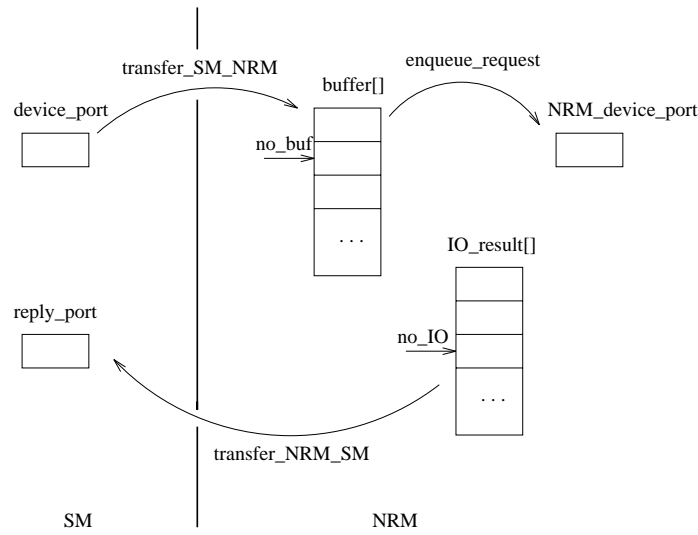 transfer_SM_NRM
enqueue_request
buffer[]
device_port
NRM_device_port
no_buf
. . .
IO_result[]
reply_port
no_IO
. . .
transfer_NRM_SM
SM
NRM